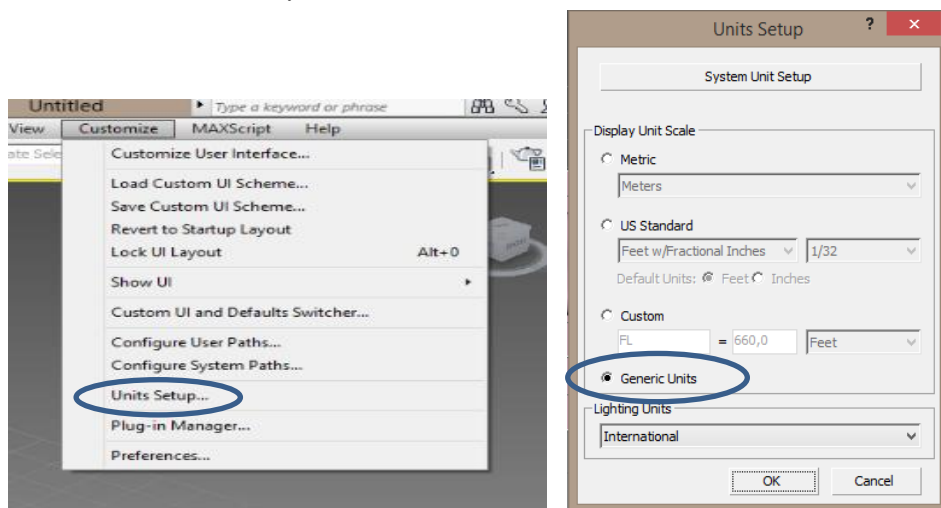 Untitled
Type a keyword or phrase
View Customize MAXScript Help
ate Sele
Customize User Interface...
Load Custom UI Scheme...
Save Custom UI Scheme...
Revert to Startup Layout
Lock UI Layout Alt+0
Show UI
Custom UI and Defaults Switcher...
Configure User Paths...
Configure System Paths...
Units Setup...
Plug-in Manager...
Preferences...
Units Setup ? ×
System Unit Setup
Display Unit Scale
Metric
Meters
US Standard
Feet w/Fractional Inches 1/32
Default Units: Feet Inches
Custom
FL = 660,0 Feet
Generic Units
Lighting Units
International
OK Cancel